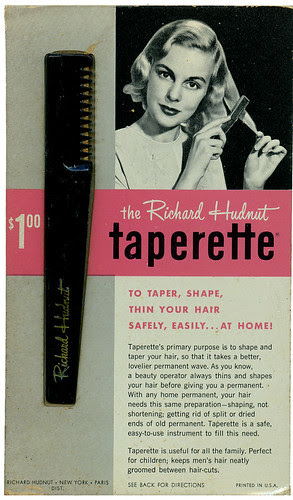 the Richard Hudnut
$1.00
taperette
Richard Hudnut
TO TAPER, SHAPE,
THIN YOUR HAIR
SAFELY, EASILY...AT HOME!
Taperette's primary purpose is to shape and
taper your hair, so that it takes a better,
lovelier permanent wave. As you know,
a beauty operator always thins and shapes
your hair before giving you a permanent.
With any home permanent, your hair
needs this same preparation—shaping, not
shortening; getting rid of split or dried
ends of old permanent. Taperette is a safe,
easy-to-use instrument to fill this need.
Taperette is useful for all the family. Perfect
for children; keeps men's hair neatly
groomed between hair-cuts.
RICHARD HUDNUT • NEW YORK • PARIS
DIST.
SEE BACK FOR DIRECTIONS
PRINTED IN U.S.A.